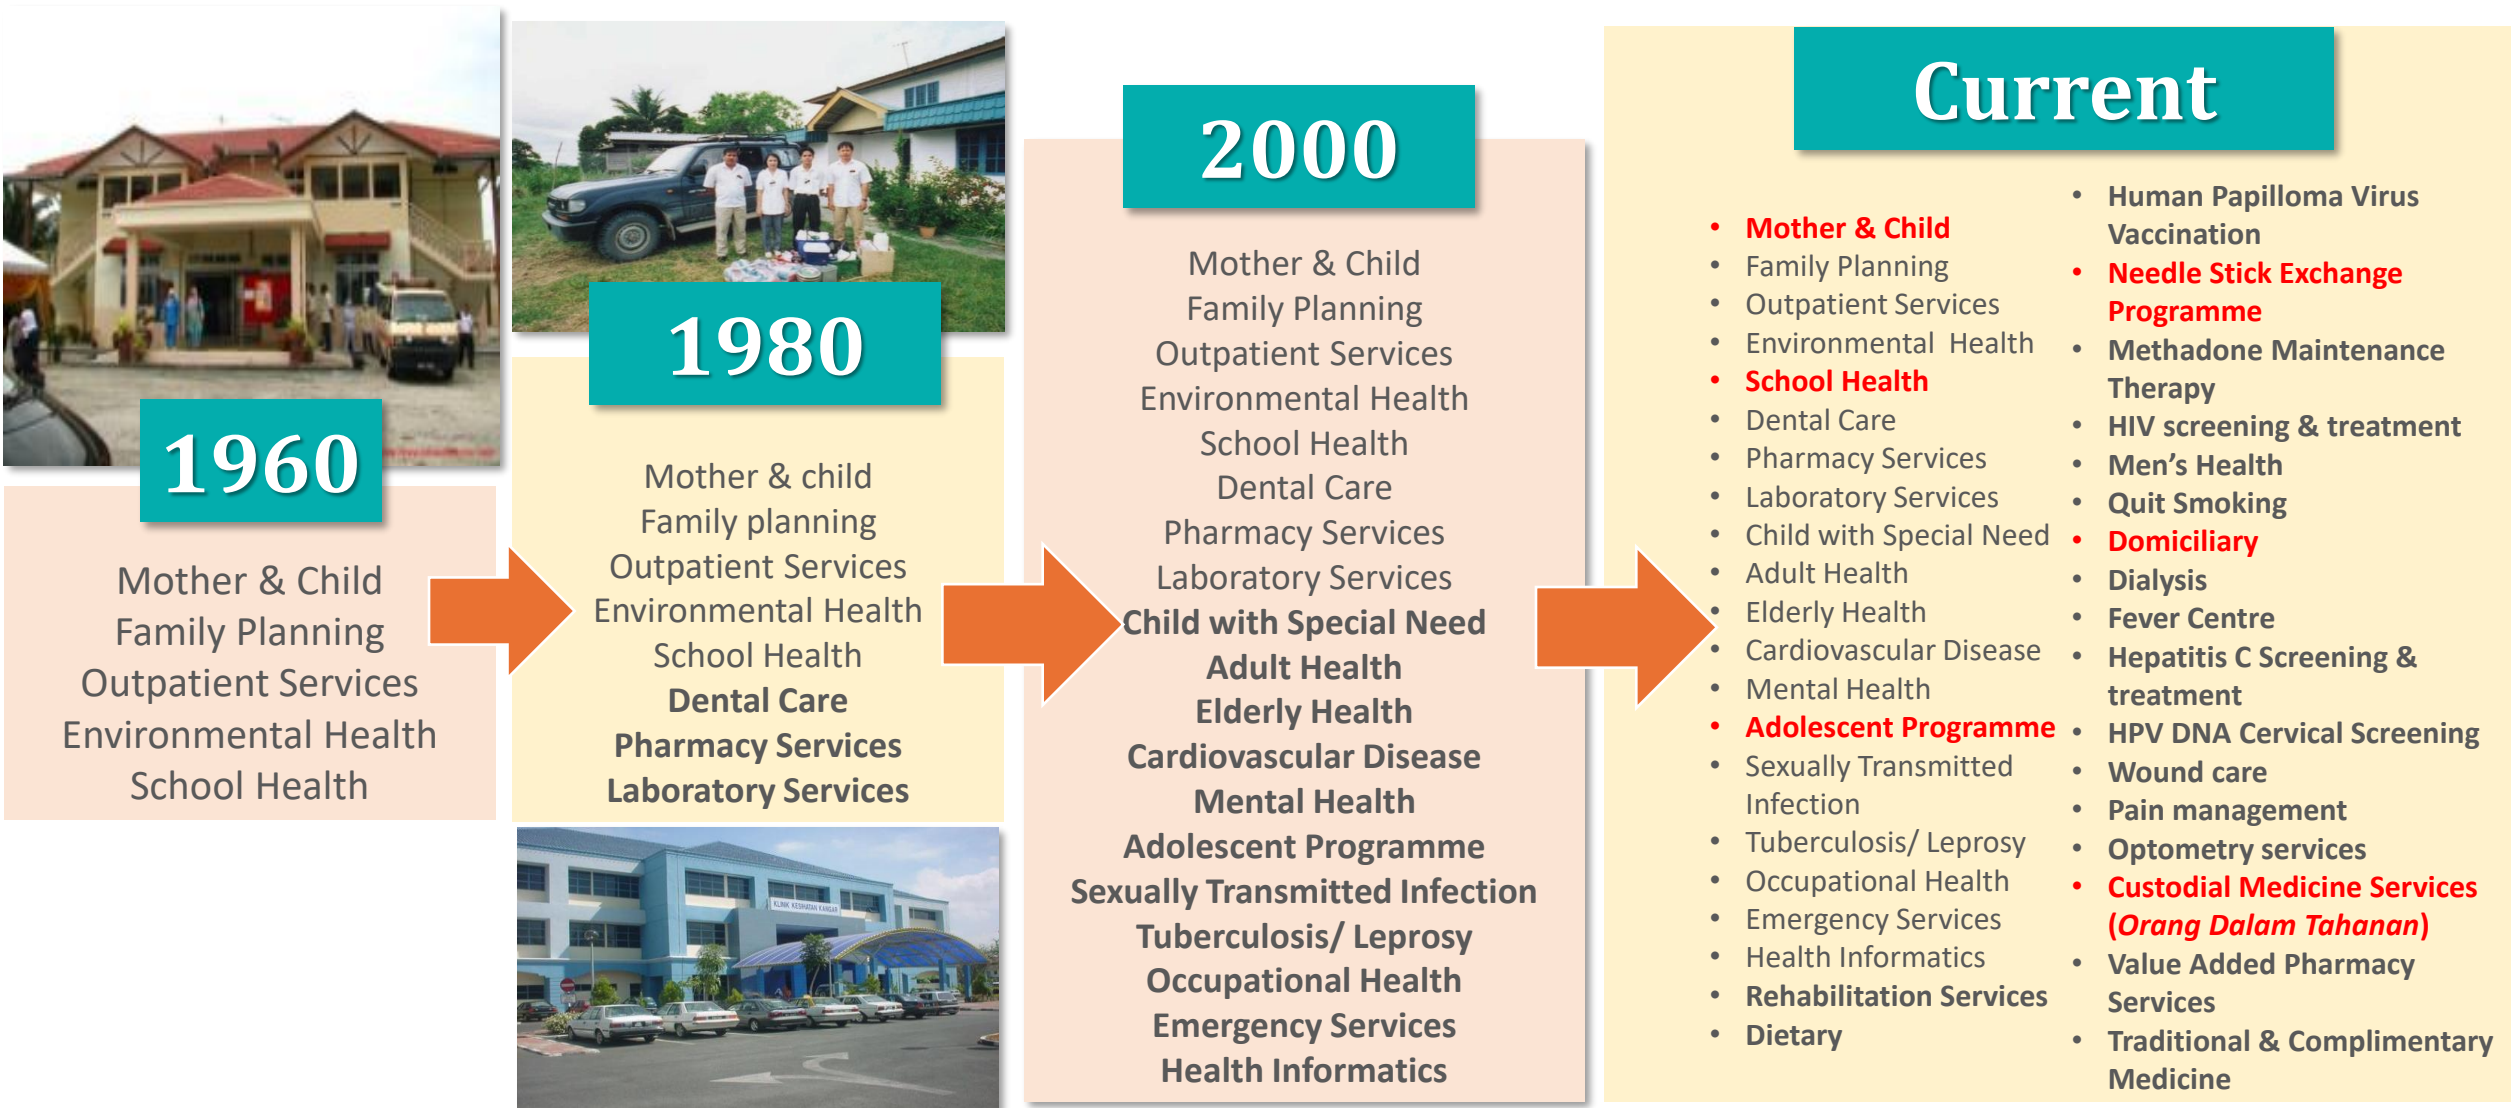 1960
Mother & Child
Family Planning
Outpatient Services
Environmental Health
School Health
1980
Mother & child
Family planning
Outpatient Services
Environmental Health
School Health
Dental Care
Pharmacy Services
Laboratory Services
KLINIK KESIHATAN KANGAR
2000
Mother & Child
Family Planning
Outpatient Services
Environmental Health
School Health
Dental Care
Pharmacy Services
Laboratory Services
Child with Special Need
Adult Health
Elderly Health
Cardiovascular Disease
Mental Health
Adolescent Programme
Sexually Transmitted Infection
Tuberculosis/ Leprosy
Occupational Health
Emergency Services
Health Informatics
Current
• Mother & Child
• Family Planning
• Outpatient Services
• Environmental Health
• School Health
• Dental Care
• Pharmacy Services
• Laboratory Services
• Child with Special Need
• Adult Health
• Elderly Health
• Cardiovascular Disease
• Mental Health
• Adolescent Programme
• Sexually Transmitted
Infection
• Tuberculosis/ Leprosy
• Occupational Health
• Emergency Services
• Health Informatics
• Rehabilitation Services
• Dietary
• Human Papilloma Virus
Vaccination
• Needle Stick Exchange
Programme
• Methadone Maintenance
Therapy
• HIV screening & treatment
• Men’s Health
• Quit Smoking
• Domiciliary
• Dialysis
• Fever Centre
• Hepatitis C Screening &
treatment
• HPV DNA Cervical Screening
• Wound care
• Pain management
• Optometry services
• Custodial Medicine Services
(Orang Dalam Tahanan)
• Value Added Pharmacy
Services
• Traditional & Complimentary
Medicine